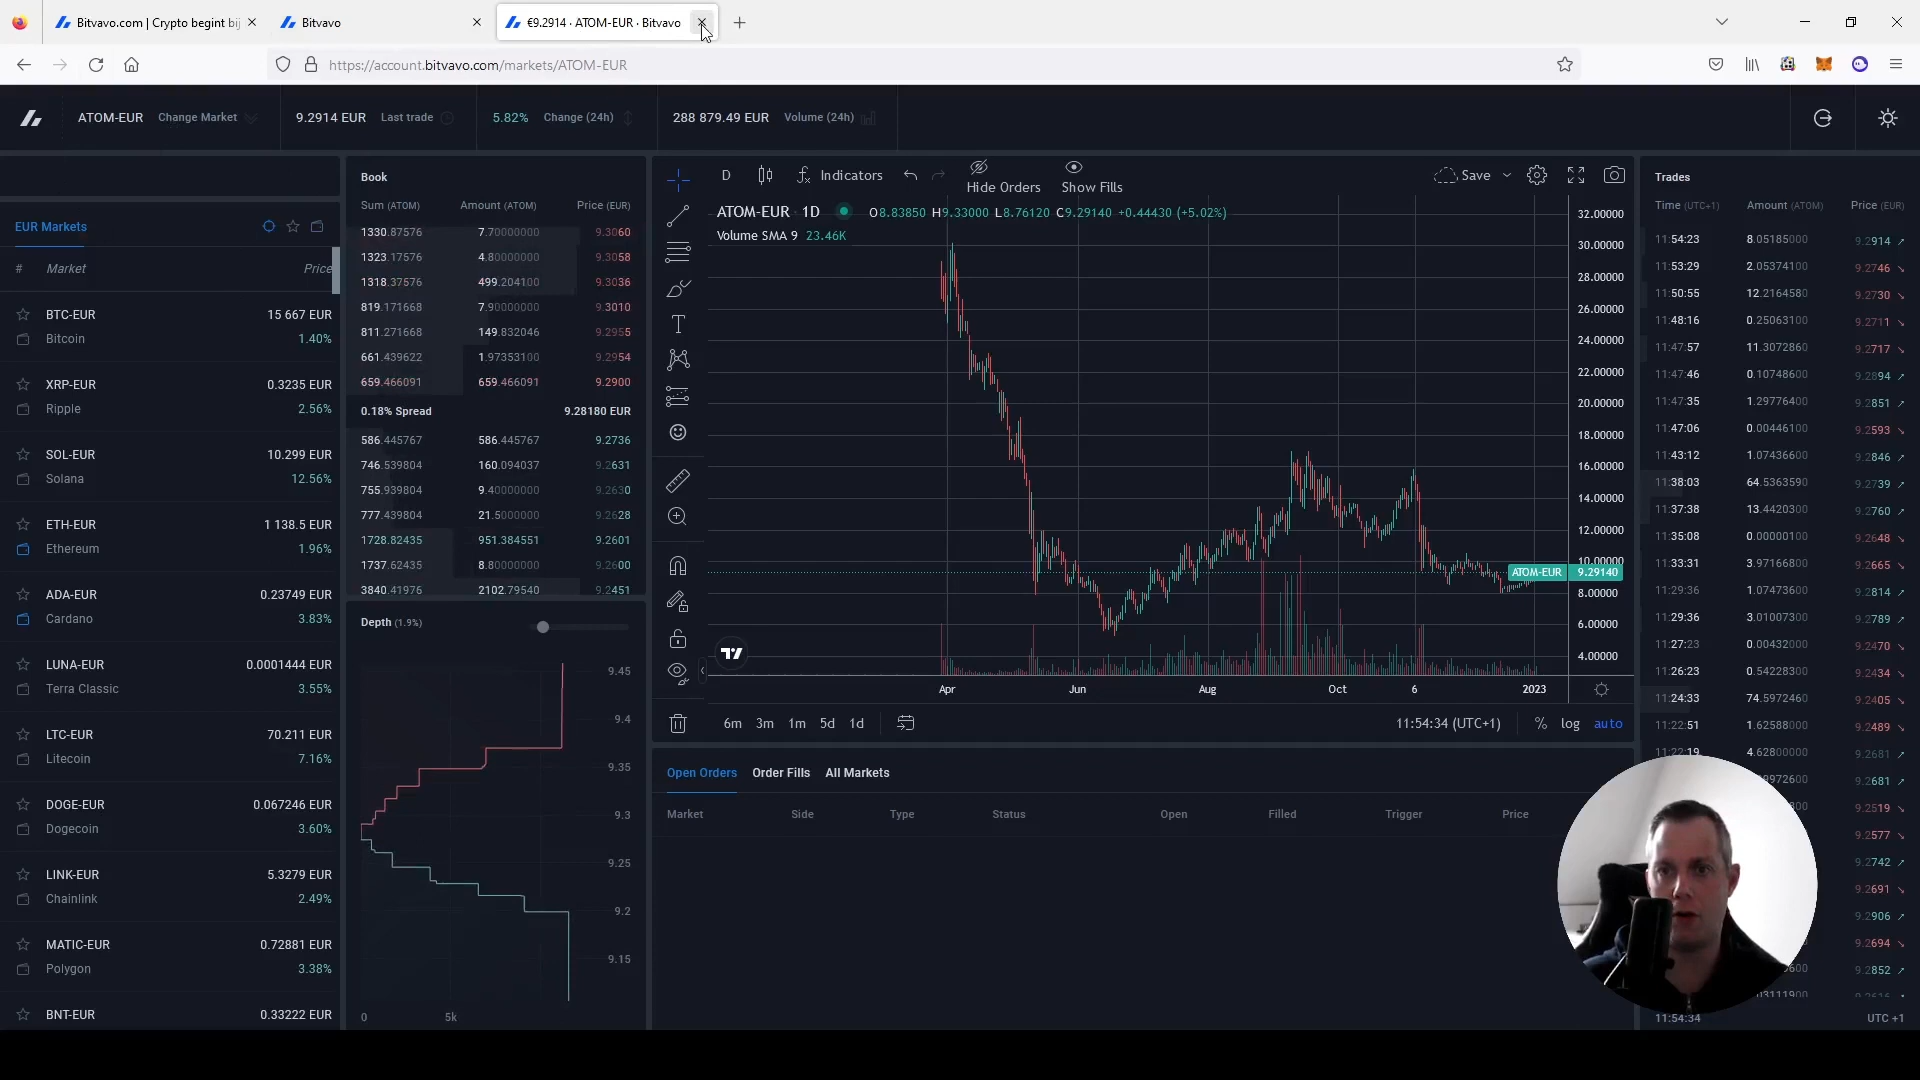 Bitvavo.com | Crypto begint bij
Bitvavo
€9.2914 · ATOM-EUR · Bitvavo
https://account.bitvavo.com/markets/ATOM-EUR
ATOM-EUR Change Market
9.2914 EUR Last trade
5.82% Change (24h)
288 879.49 EUR Volume (24h)
EUR Markets
# Market Price
BTC-EUR 15 667 EUR
Bitcoin 1.40%
XRP-EUR 0.3235 EUR
Ripple 2.56%
SOL-EUR 10.299 EUR
Solana 12.56%
ETH-EUR 1 138.5 EUR
Ethereum 1.96%
ADA-EUR 0.23749 EUR
Cardano 3.83%
LUNA-EUR 0.0001444 EUR
Terra Classic 3.55%
LTC-EUR 70.211 EUR
Litecoin 7.16%
DOGE-EUR 0.067246 EUR
Dogecoin 3.60%
LINK-EUR 5.3279 EUR
Chainlink 2.49%
MATIC-EUR 0.72881 EUR
Polygon 3.38%
BNT-EUR 0.33222 EUR
Book
Sum (ATOM) Amount (ATOM) Price (EUR)
1330.87576 7.70000000 9.3060
1323.17576 4.80000000 9.3058
1318.37576 499.204100 9.3036
819.171668 7.90000000 9.3010
811.271668 149.832046 9.2955
661.439622 1.97353100 9.2954
659.466091 659.466091 9.2900
0.18% Spread 9.28180 EUR
586.445767 586.445767 9.2736
746.539804 160.094037 9.2631
755.939804 9.40000000 9.2630
777.439804 21.5000000 9.2628
1728.82435 951.384551 9.2601
1737.62435 8.80000000 9.2600
3840.41976 2102.79540 9.2451
Depth (1.9%)
9.45
9.4
9.35
9.3
9.25
9.2
9.15
0 5k
D Indicators Hide Orders Show Fills Save
ATOM-EUR 1D O8.83850 H9.33000 L8.76120 C9.29140 +0.44430 (+5.02%)
Volume SMA 9 23.46K
32.00000
30.00000
28.00000
26.00000
24.00000
22.00000
20.00000
18.00000
16.00000
14.00000
12.00000
10.00000
ATOM-EUR 9.29140
8.00000
6.00000
4.00000
Apr Jun Aug Oct 6 2023
6m 3m 1m 5d 1d 11:54:34 (UTC+1) % log auto
Open Orders Order Fills All Markets
Market Side Type Status Open Filled Trigger Price
Trades
Time (UTC+1) Amount (ATOM) Price (EUR)
11:54:23 8.05185000 9.2914
11:53:29 2.05374100 9.2746
11:50:55 12.2164580 9.2730
11:48:16 0.25063100 9.2711
11:47:57 11.3072860 9.2717
11:47:46 0.10748600 9.2894
11:47:35 1.29776400 9.2851
11:47:06 0.00446100 9.2593
11:43:12 1.07436600 9.2846
11:38:03 64.5363590 9.2739
11:37:38 13.4420300 9.2760
11:35:08 0.00000100 9.2648
11:33:31 3.97166800 9.2665
11:29:36 1.07473600 9.2814
11:29:36 3.01007300 9.2789
11:27:23 0.00432000 9.2470
11:26:23 0.54228300 9.2434
11:24:33 74.5972460 9.2405
11:22:51 1.62588000 9.2489
11:22:19 4.62800000 9.2681
9.2681
9.2519
9.2577
9.2742
9.2691
9.2906
9.2694
9.2852
11:54:34 UTC +1